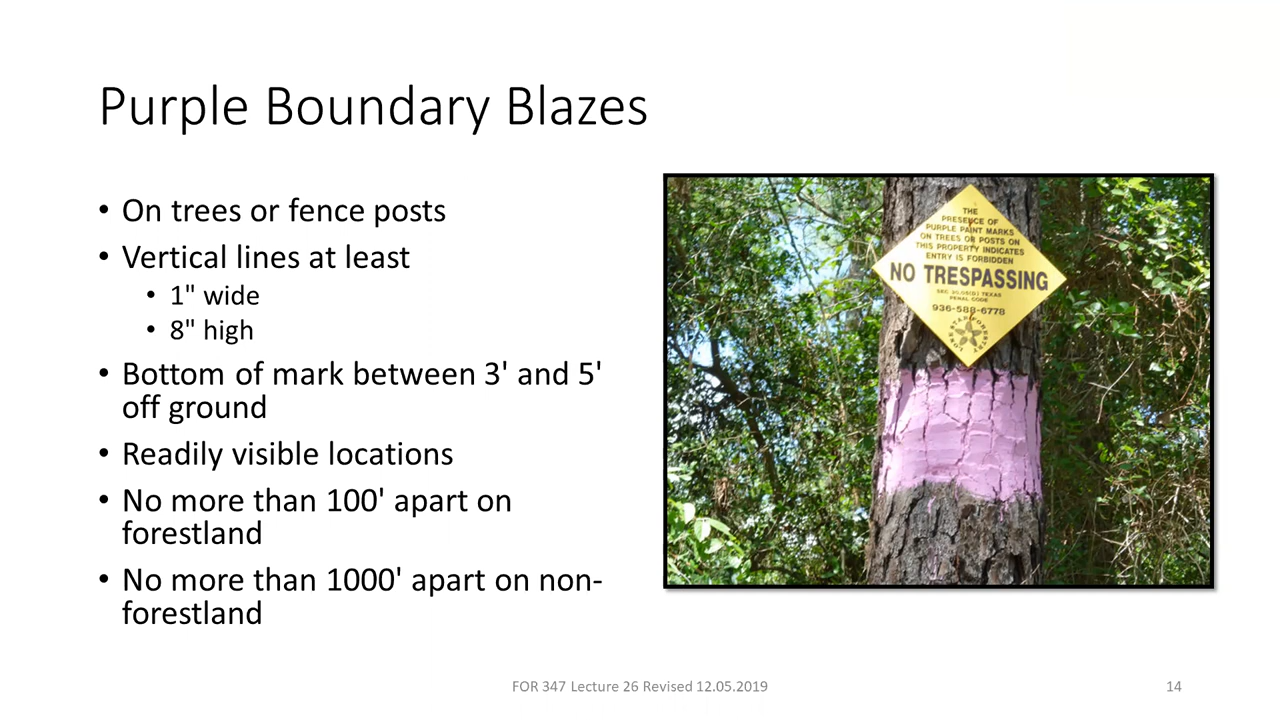 Purple Boundary Blazes
• On trees or fence posts
• Vertical lines at least
• 1" wide
• 8" high
• Bottom of mark between 3' and 5'
off ground
• Readily visible locations
• No more than 100' apart on
forestland
• No more than 1000' apart on non-
forestland
THE
PRESENCE OF
PURPLE PAINT MARKS
ON TREES OR POSTS ON
THIS PROPERTY INDICATES
ENTRY IS FORBIDDEN
NO TRESPASSING
SEC. 30.05(B) TEXAS
PENAL CODE
936-588-6778
LONE STAR FORESTRY
FOR 347 Lecture 26 Revised 12.05.2019
14